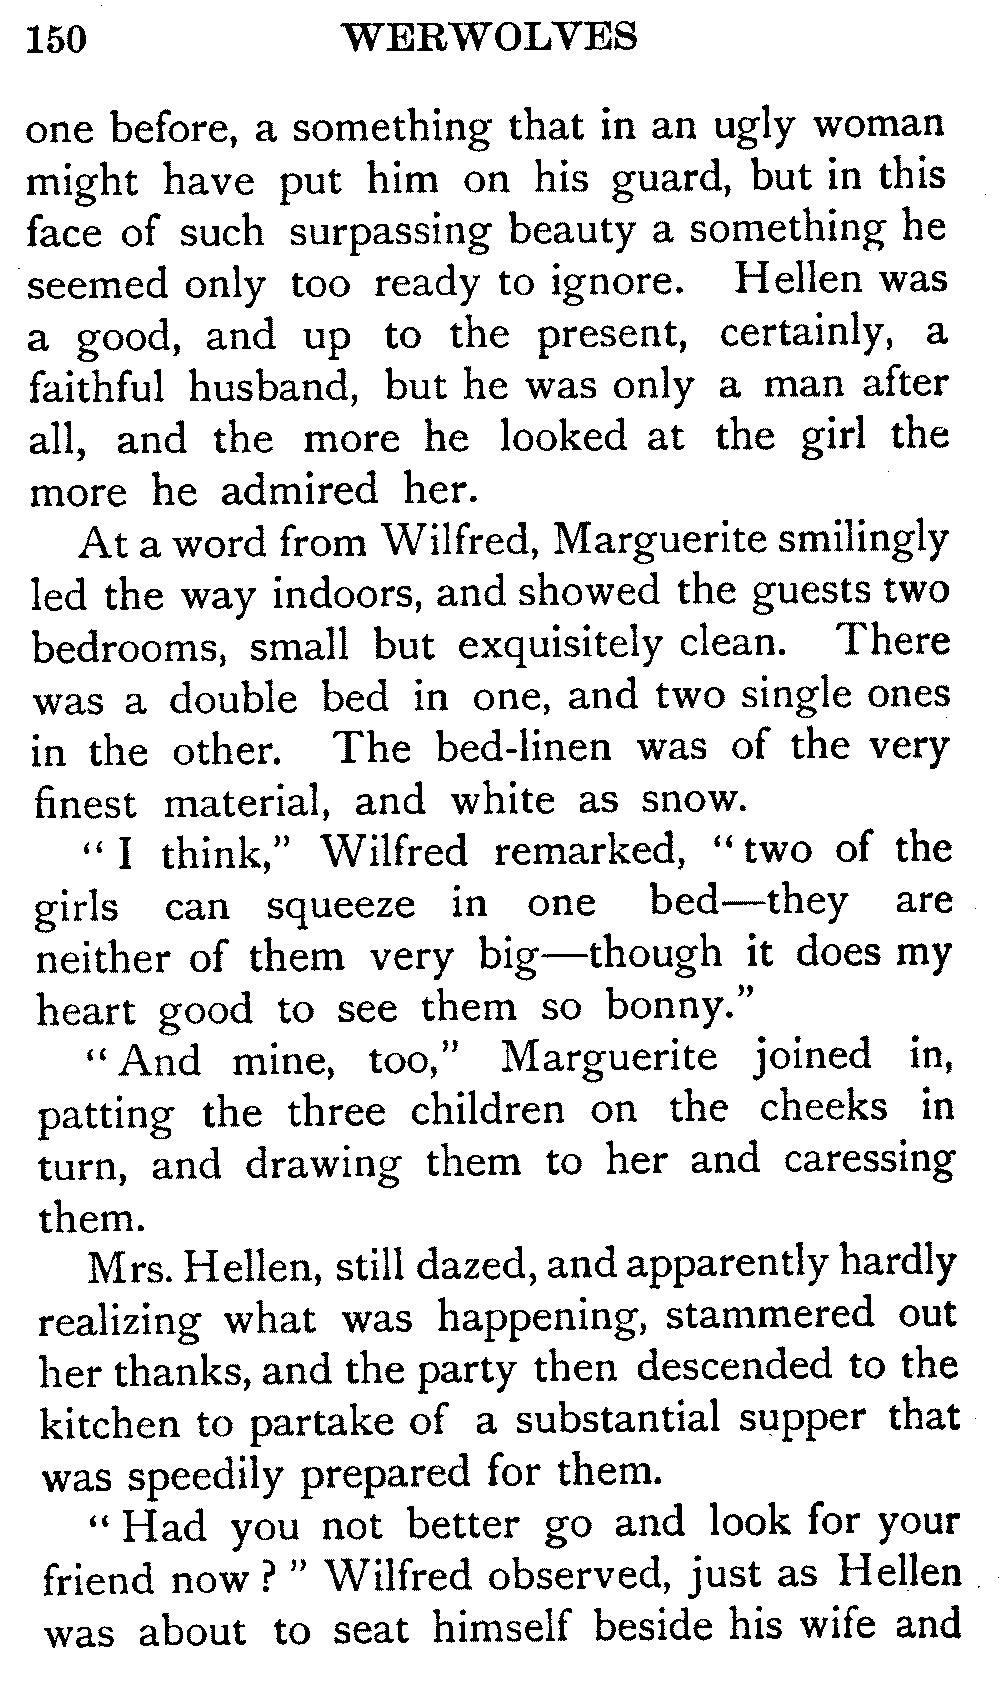 150 WERWOLVES
one before, a something that in an ugly woman
might have put him on his guard, but in this
face of such surpassing beauty a something he
seemed only too ready to ignore. Hellen was
a good, and up to the present, certainly, a
faithful husband, but he was only a man after
all, and the more he looked at the girl the
more he admired her.
At a word from Wilfred, Marguerite smilingly
led the way indoors, and showed the guests two
bedrooms, small but exquisitely clean. There
was a double bed in one, and two single ones
in the other. The bed-linen was of the very
finest material, and white as snow.
“I think,” Wilfred remarked, “two of the
girls can squeeze in one bed—they are
neither of them very big—though it does my
heart good to see them so bonny.”
“And mine, too,” Marguerite joined in,
patting the three children on the cheeks in
turn, and drawing them to her and caressing
them.
Mrs. Hellen, still dazed, and apparently hardly
realizing what was happening, stammered out
her thanks, and the party then descended to the
kitchen to partake of a substantial supper that
was speedily prepared for them.
“Had you not better go and look for your
friend now?” Wilfred observed, just as Hellen
was about to seat himself beside his wife and